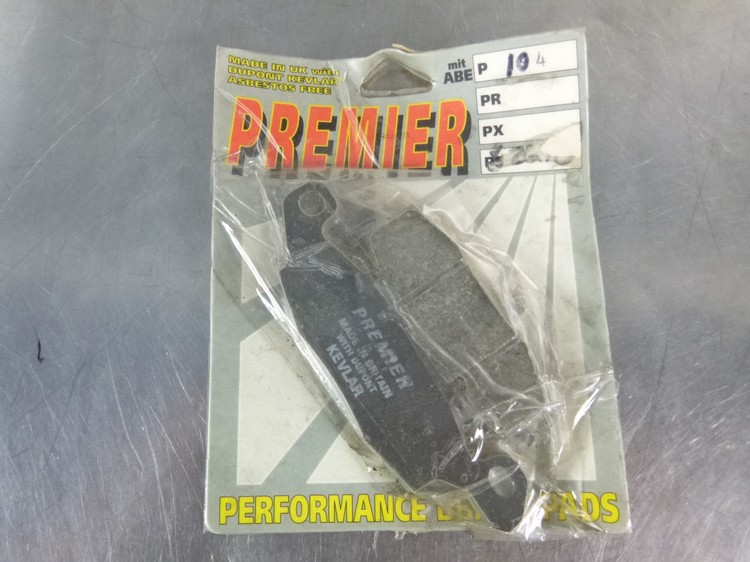 MADE IN UK with
DUPONT KEVLAR
ASBESTOS FREE
mit
ABE
P 104
PR
PX
PREMIER
PREMIER
MADE IN BRITAIN
WITH DUPONT
KEVLAR
PERFORMANCE PADS